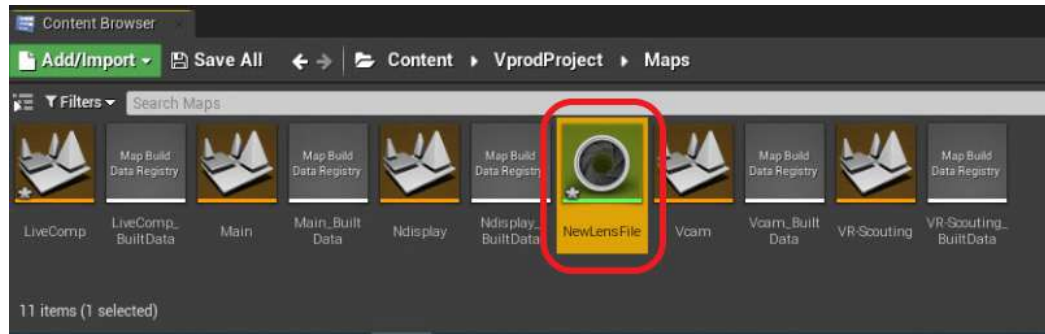 Content Browser
Add/Import Save All Content VprodProject Maps
Filters Search Maps
Map Build
Data Registry
Map Build
Data Registry
Map Build
Data Registry
Map Build
Data Registry
Map Build
Data Registry
LiveComp
LiveComp_
BuiltData
Main
Main_Built
Data
Ndisplay
Ndisplay_
BuiltData
NewLensFile
Vcam
Vcam_Built
Data
VR-Scouting
VR-Scouting_
BuiltData
11 items (1 selected)